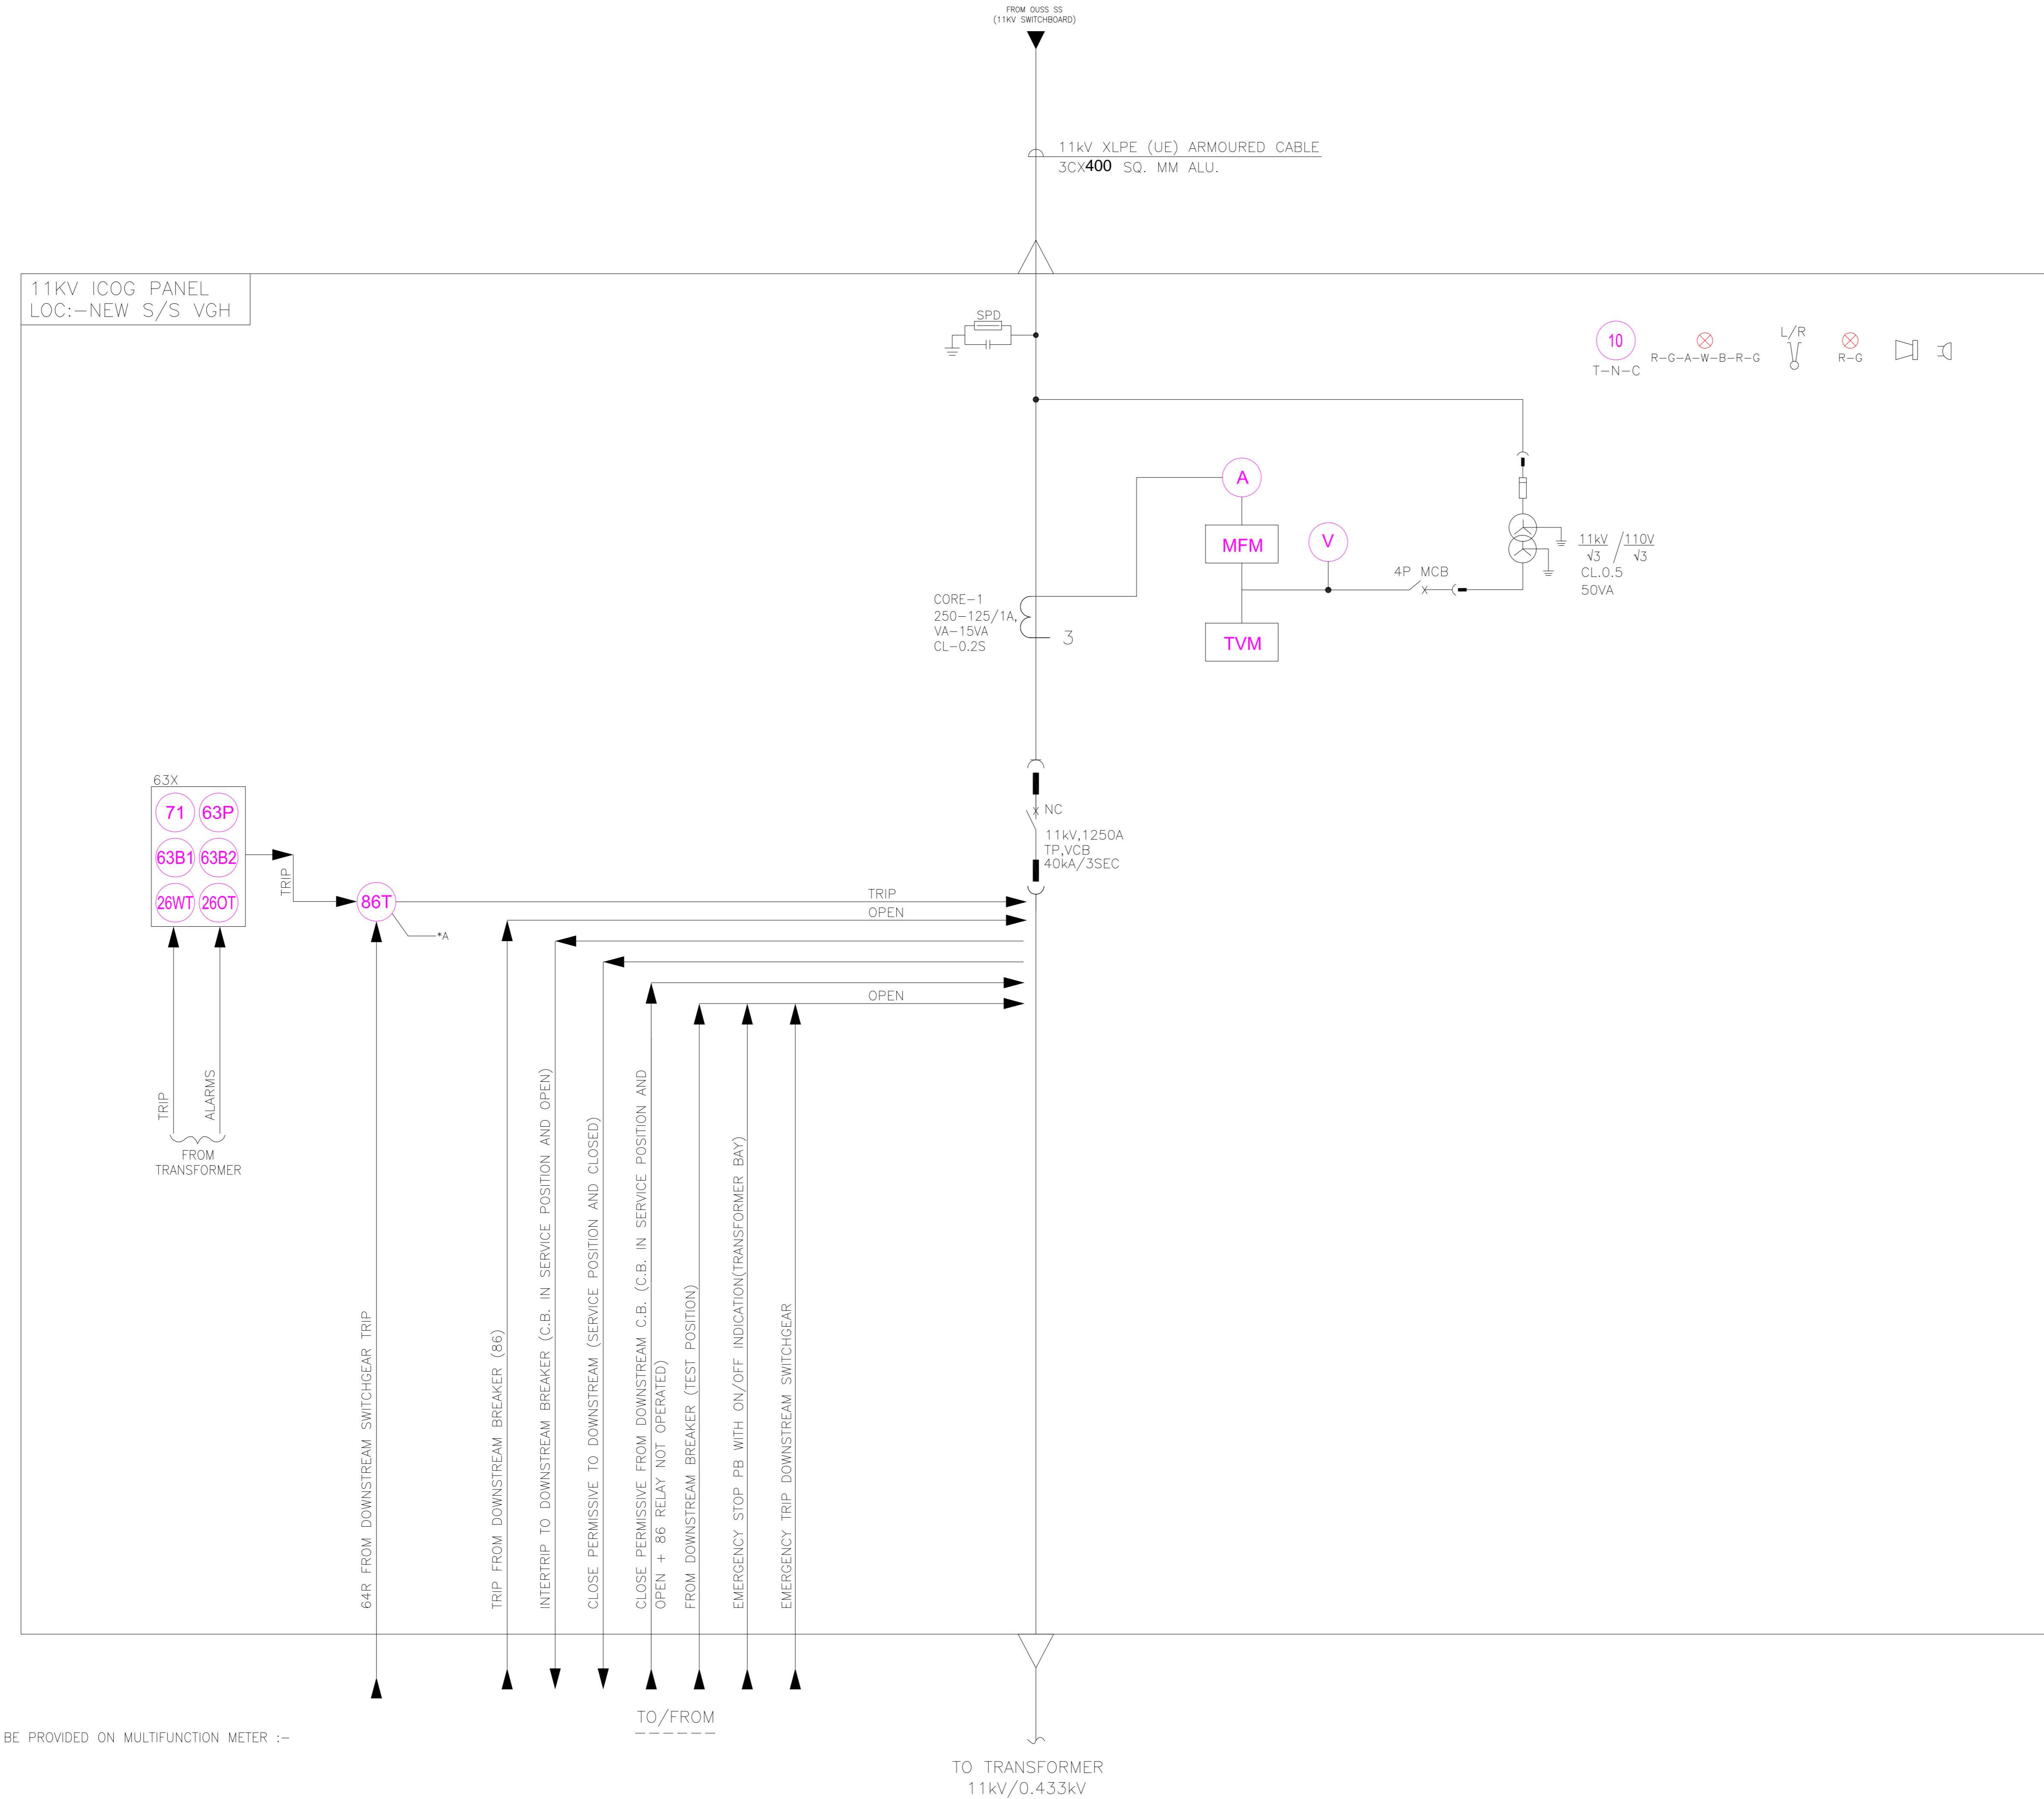 FROM OUSS SS
(11KV SWITCHBOARD)
11kV XLPE (UE) ARMOURED CABLE
3CX400 SQ. MM ALU.
11KV ICOG PANEL
LOC:-NEW S/S VGH
SPD
10
T-N-C
R-G-A-W-B-R-G
L/R
R-G
A
MFM
V
TVM
4P MCB
11kV/110V
√3 √3
CL.0.5
50VA
CORE-1
250-125/1A,
VA-15VA
CL-0.2S
3
63X
71 63P
63B1 63B2
26WT 26OT
TRIP
86T
*A
NC
11kV,1250A
TP,VCB
40kA/3SEC
TRIP
OPEN
OPEN
TRIP
ALARMS
FROM
TRANSFORMER
64R FROM DOWNSTREAM SWITCHGEAR TRIP
TRIP FROM DOWNSTREAM BREAKER (86)
INTERTRIP TO DOWNSTREAM BREAKER (C.B. IN SERVICE POSITION AND OPEN)
CLOSE PERMISSIVE TO DOWNSTREAM (SERVICE POSITION AND CLOSED)
CLOSE PERMISSIVE FROM DOWNSTREAM C.B. (C.B. IN SERVICE POSITION AND
OPEN + 86 RELAY NOT OPERATED)
FROM DOWNSTREAM BREAKER (TEST POSITION)
EMERGENCY STOP PB WITH ON/OFF INDICATION(TRANSFORMER BAY)
EMERGENCY TRIP DOWNSTREAM SWITCHGEAR
TO/FROM
BE PROVIDED ON MULTIFUNCTION METER :-
TO TRANSFORMER
11kV/0.433kV